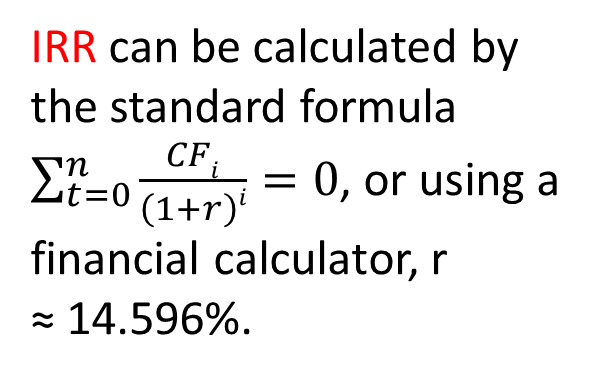 IRR can be calculated by
the standard formula
∑ⁿₜ₌₀ CFᵢ/(1+r)ⁱ = 0, or using a
financial calculator, r
≈ 14.596%.